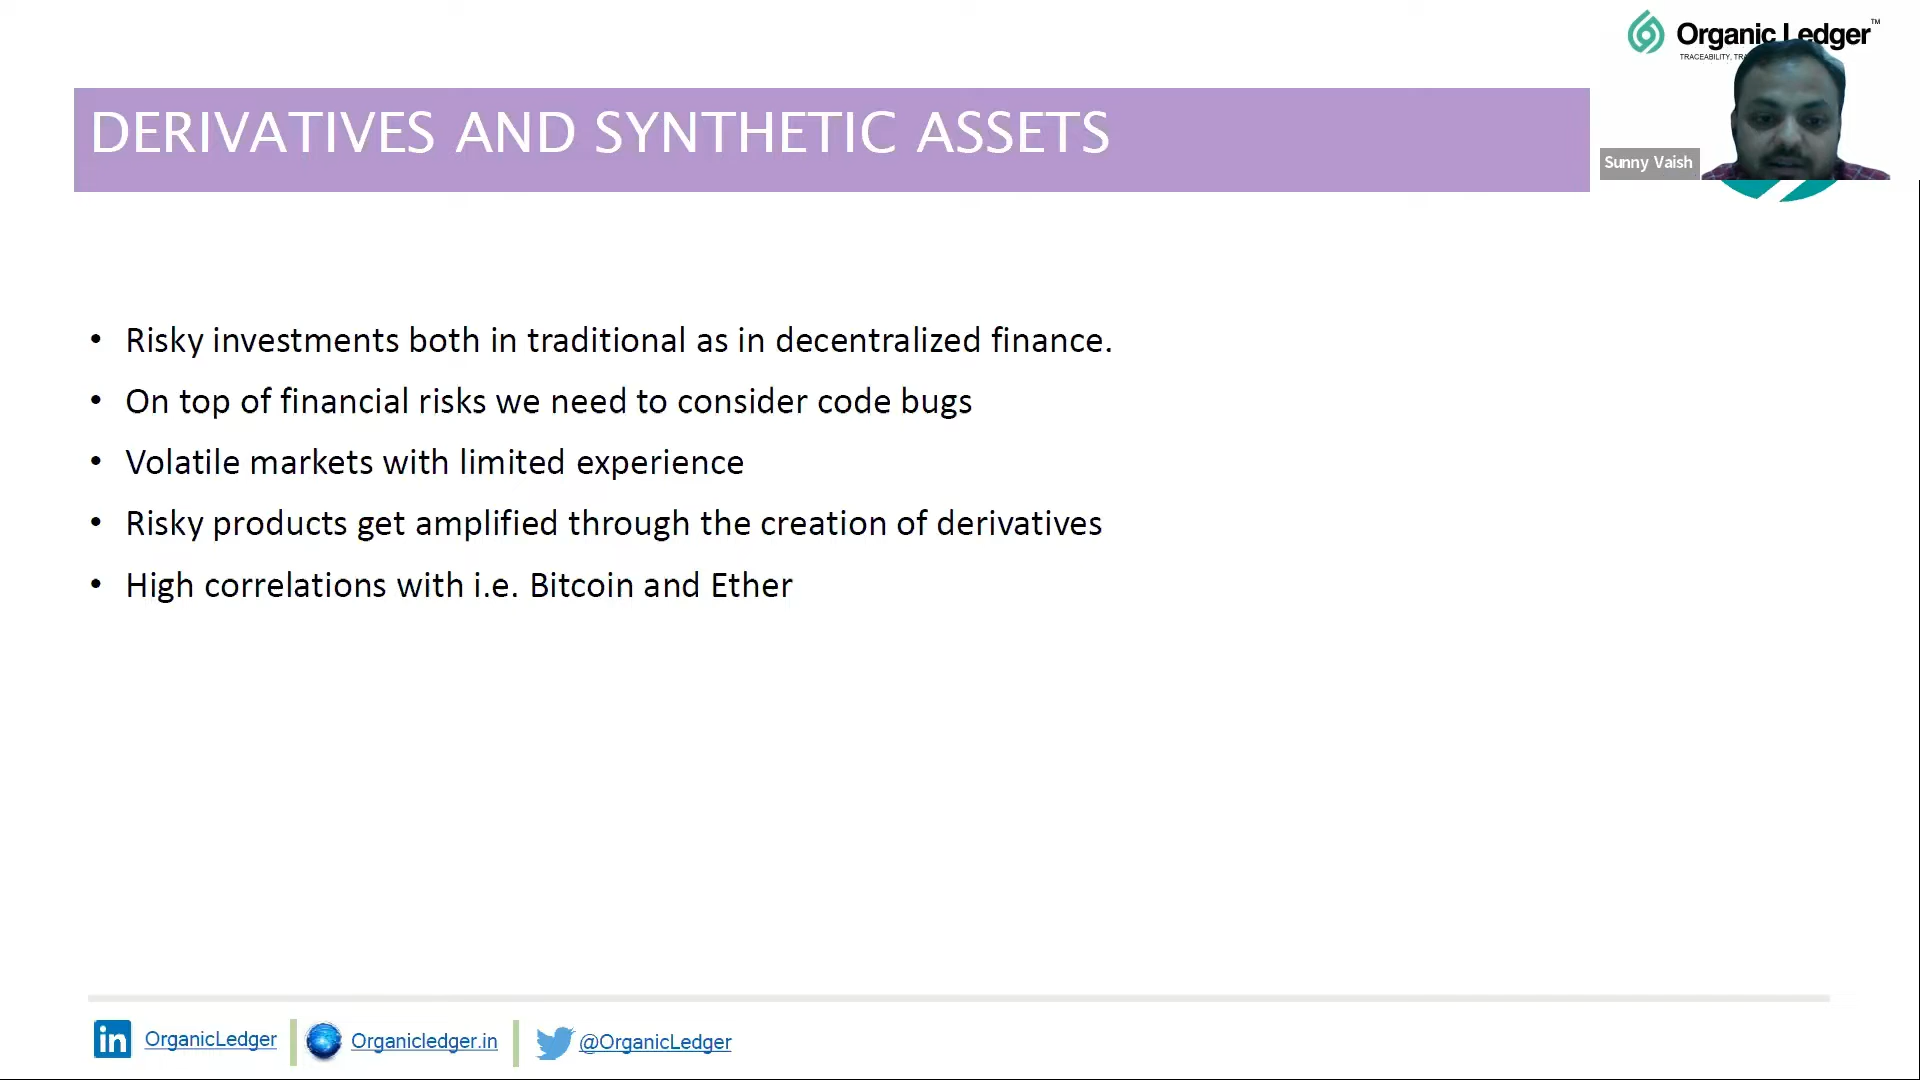 Organic Ledger™
TRACEABILITY,
DERIVATIVES AND SYNTHETIC ASSETS
Sunny Vaish
• Risky investments both in traditional as in decentralized finance.
• On top of financial risks we need to consider code bugs
• Volatile markets with limited experience
• Risky products get amplified through the creation of derivatives
• High correlations with i.e. Bitcoin and Ether
in OrganicLedger Organicledger.in @OrganicLedger